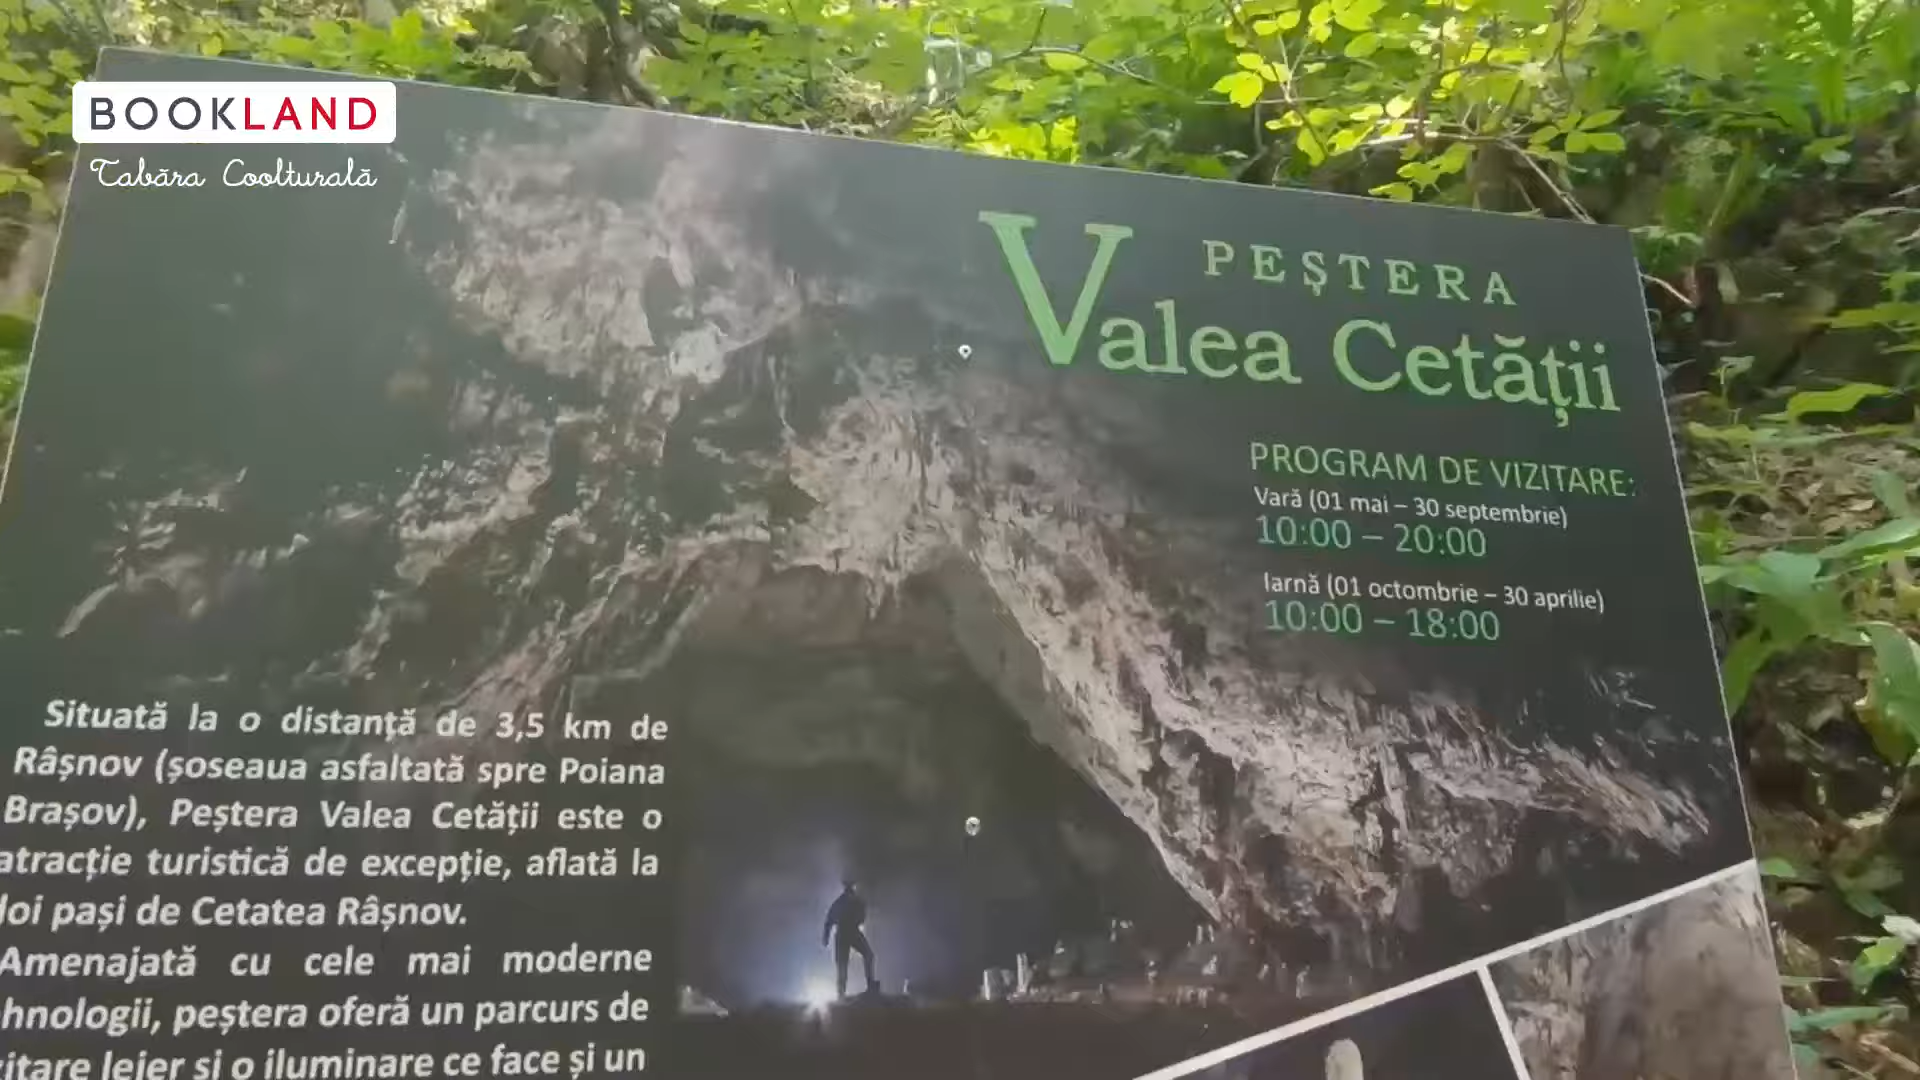 BOOKLAND
Tabăra Coolturală
PEȘTERA
Valea Cetății
PROGRAM DE VIZITARE:
Vară (01 mai – 30 septembrie)
10:00 – 20:00
Iarnă (01 octombrie – 30 aprilie)
10:00 – 18:00
Situată la o distanță de 3,5 km de
Râșnov (șoseaua asfaltată spre Poiana
Brașov), Peștera Valea Cetății este o
atracție turistică de excepție, aflată la
doi pași de Cetatea Râșnov.
Amenajată cu cele mai moderne
hnologii, peștera oferă un parcurs de
zitare lejer și o iluminare ce face și un